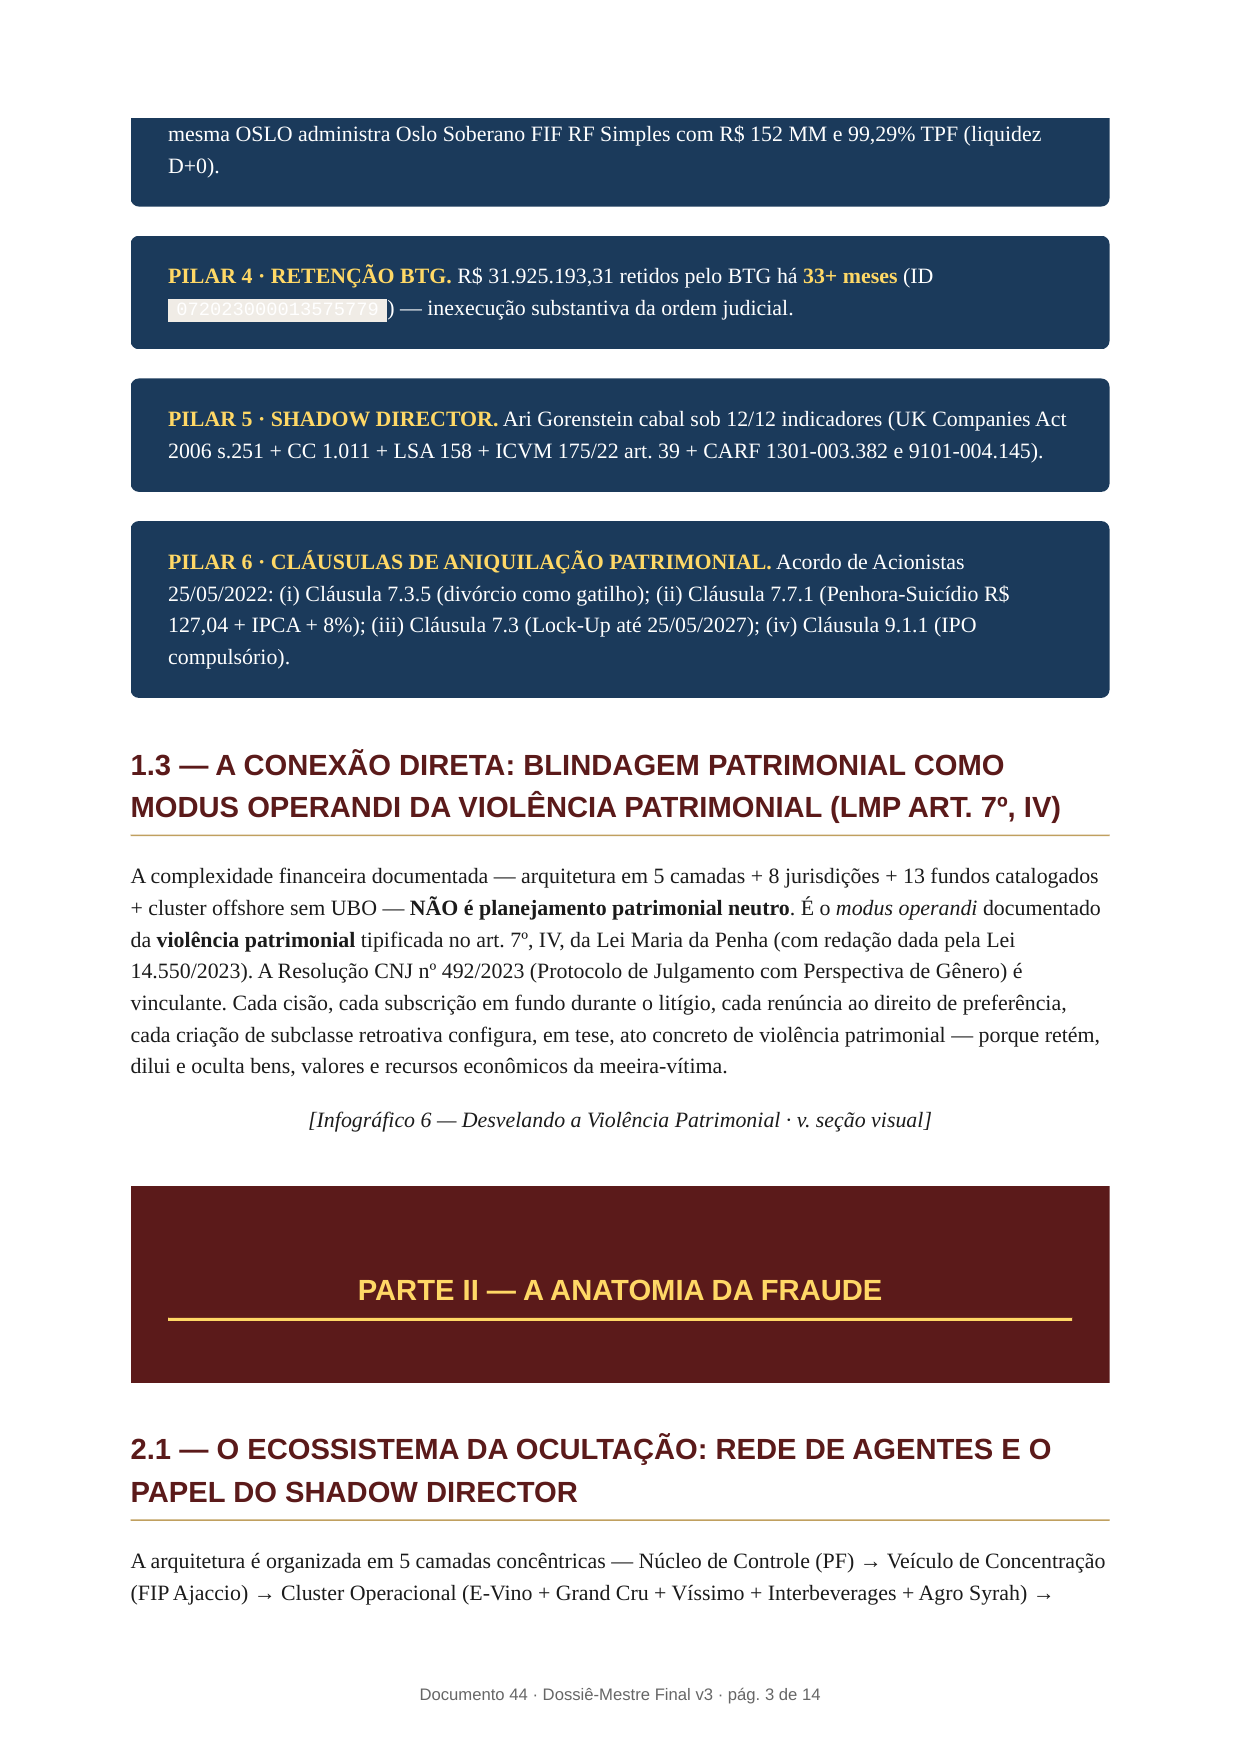 mesma OSLO administra Oslo Soberano FIF RF Simples com R$ 152 MM e 99,29% TPF (liquidez
D+0).
PILAR 4 · RETENÇÃO BTG. R$ 31.925.193,31 retidos pelo BTG há 33+ meses (ID
072023000013575779) — inexecução substantiva da ordem judicial.
PILAR 5 · SHADOW DIRECTOR. Ari Gorenstein cabal sob 12/12 indicadores (UK Companies Act
2006 s.251 + CC 1.011 + LSA 158 + ICVM 175/22 art. 39 + CARF 1301-003.382 e 9101-004.145).
PILAR 6 · CLÁUSULAS DE ANIQUILAÇÃO PATRIMONIAL. Acordo de Acionistas
25/05/2022: (i) Cláusula 7.3.5 (divórcio como gatilho); (ii) Cláusula 7.7.1 (Penhora-Suicídio R$
127,04 + IPCA + 8%); (iii) Cláusula 7.3 (Lock-Up até 25/05/2027); (iv) Cláusula 9.1.1 (IPO
compulsório).
1.3 — A CONEXÃO DIRETA: BLINDAGEM PATRIMONIAL COMO
MODUS OPERANDI DA VIOLÊNCIA PATRIMONIAL (LMP ART. 7º, IV)
A complexidade financeira documentada — arquitetura em 5 camadas + 8 jurisdições + 13 fundos catalogados
+ cluster offshore sem UBO — NÃO é planejamento patrimonial neutro. É o modus operandi documentado
da violência patrimonial tipificada no art. 7º, IV, da Lei Maria da Penha (com redação dada pela Lei
14.550/2023). A Resolução CNJ nº 492/2023 (Protocolo de Julgamento com Perspectiva de Gênero) é
vinculante. Cada cisão, cada subscrição em fundo durante o litígio, cada renúncia ao direito de preferência,
cada criação de subclasse retroativa configura, em tese, ato concreto de violência patrimonial — porque retém,
dilui e oculta bens, valores e recursos econômicos da meeira-vítima.
[Infográfico 6 — Desvelando a Violência Patrimonial · v. seção visual]
PARTE II — A ANATOMIA DA FRAUDE
2.1 — O ECOSSISTEMA DA OCULTAÇÃO: REDE DE AGENTES E O
PAPEL DO SHADOW DIRECTOR
A arquitetura é organizada em 5 camadas concêntricas — Núcleo de Controle (PF) → Veículo de Concentração
(FIP Ajaccio) → Cluster Operacional (E-Vino + Grand Cru + Víssimo + Interbeverages + Agro Syrah) →
Documento 44 · Dossiê-Mestre Final v3 · pág. 3 de 14